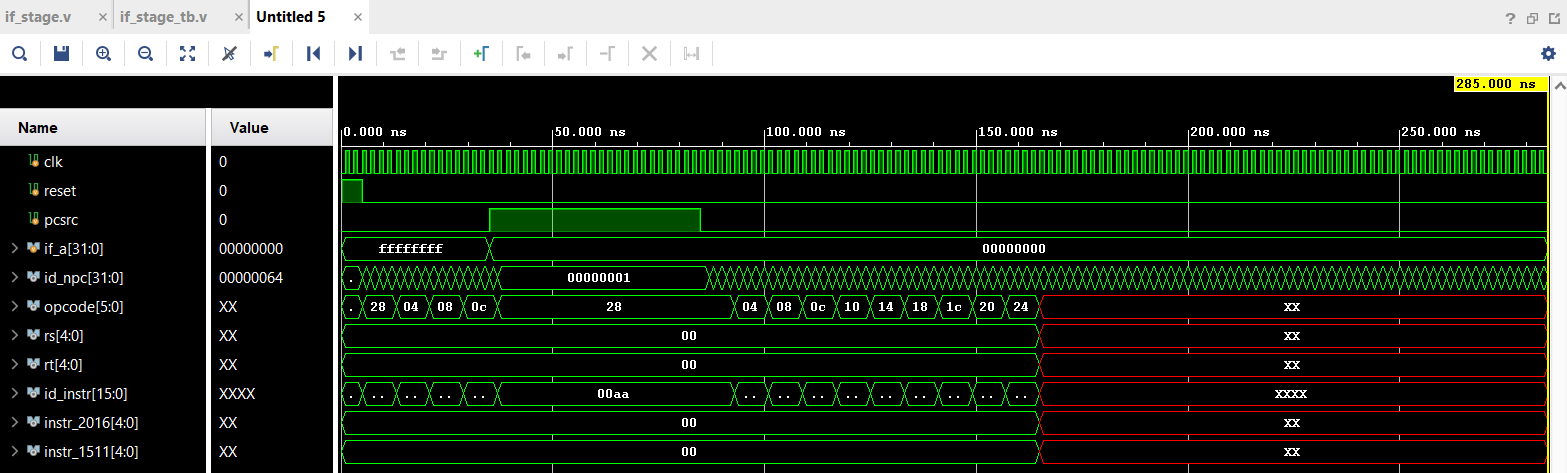 if_stage.v × if_stage_tb.v × Untitled 5 ×
?
285.000 ns
Name Value
0.000 ns 50.000 ns 100.000 ns 150.000 ns 200.000 ns 250.000 ns
clk 0
reset 0
pcsrc 0
if_a[31:0] 00000000 ffffffff 00000000
id_npc[31:0] 00000064 . 00000001
opcode[5:0] XX . 28 04 08 0c 28 04 08 0c 10 14 18 1c 20 24 XX
rs[4:0] XX 00 XX
rt[4:0] XX 00 XX
id_instr[15:0] XXXX . .. .. .. .. 00aa .. .. .. .. .. .. .. .. .. XXXX
instr_2016[4:0] XX 00 XX
instr_1511[4:0] XX 00 XX